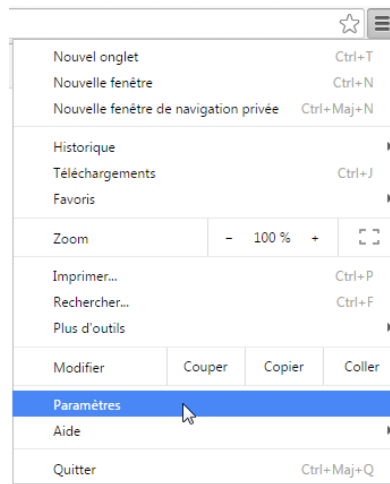 Nouvel onglet Ctrl+T
Nouvelle fenêtre Ctrl+N
Nouvelle fenêtre de navigation privée Ctrl+Maj+N
Historique
Téléchargements Ctrl+J
Favoris
Zoom - 100 % +
Imprimer... Ctrl+P
Rechercher... Ctrl+F
Plus d'outils
Modifier Couper Copier Coller
Paramètres
Aide
Quitter Ctrl+Maj+Q